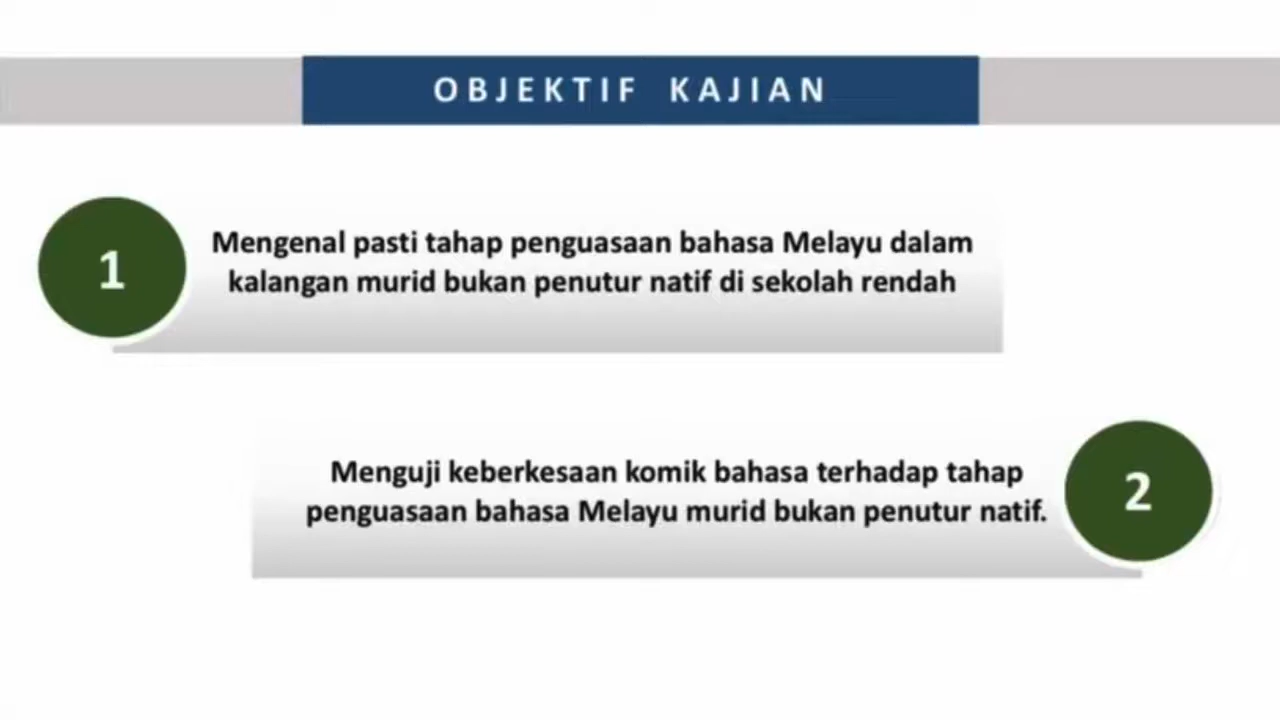 OBJEKTIF KAJIAN
1
Mengenal pasti tahap penguasaan bahasa Melayu dalam
kalangan murid bukan penutur natif di sekolah rendah
Menguji keberkesaan komik bahasa terhadap tahap
penguasaan bahasa Melayu murid bukan penutur natif.
2